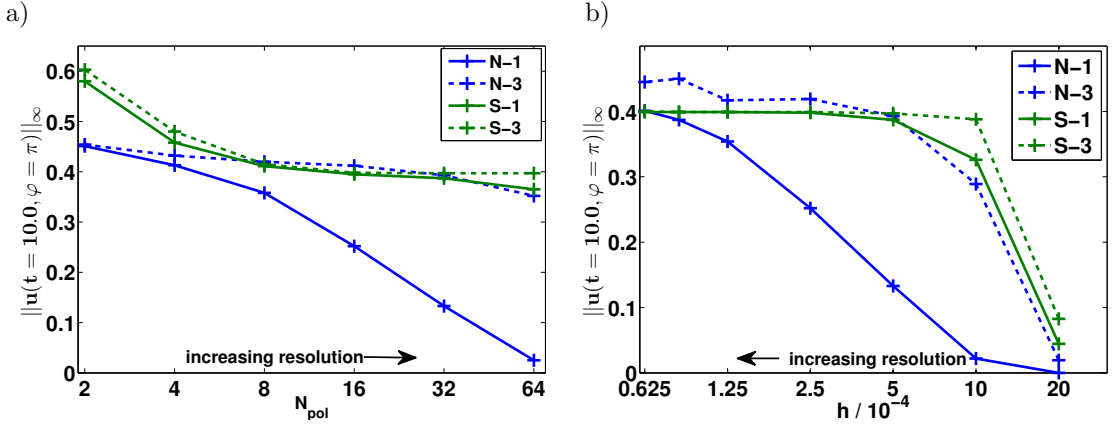 a)
||u(t = 10.0, φ = π)||∞
0.6
0.5
0.4
0.3
0.2
0.1
0
2
4
8
16
32
64
N_pol
increasing resolution
N−1
N−3
S−1
S−3
b)
||u(t = 10.0, φ = π)||∞
0.4
0.3
0.2
0.1
0
0.625
1.25
2.5
5
10
20
h / 10^-4
increasing resolution
N−1
N−3
S−1
S−3